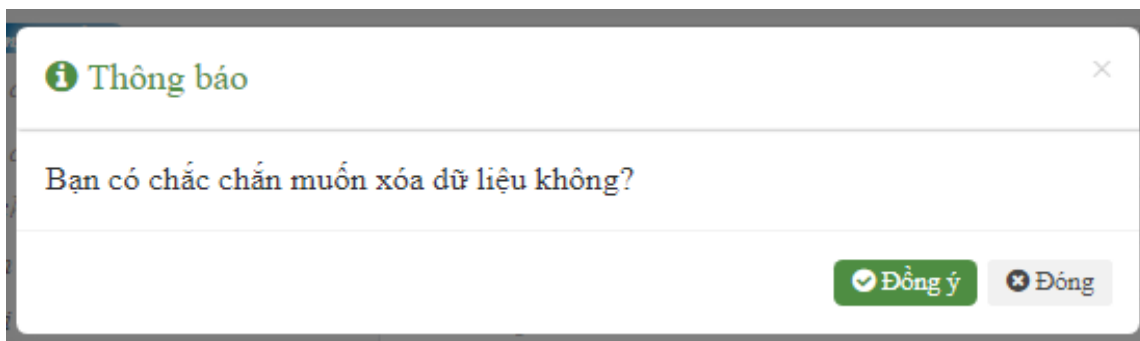 Thông báo
Bạn có chắc chắn muốn xóa dữ liệu không?
Đồng ý
Đóng